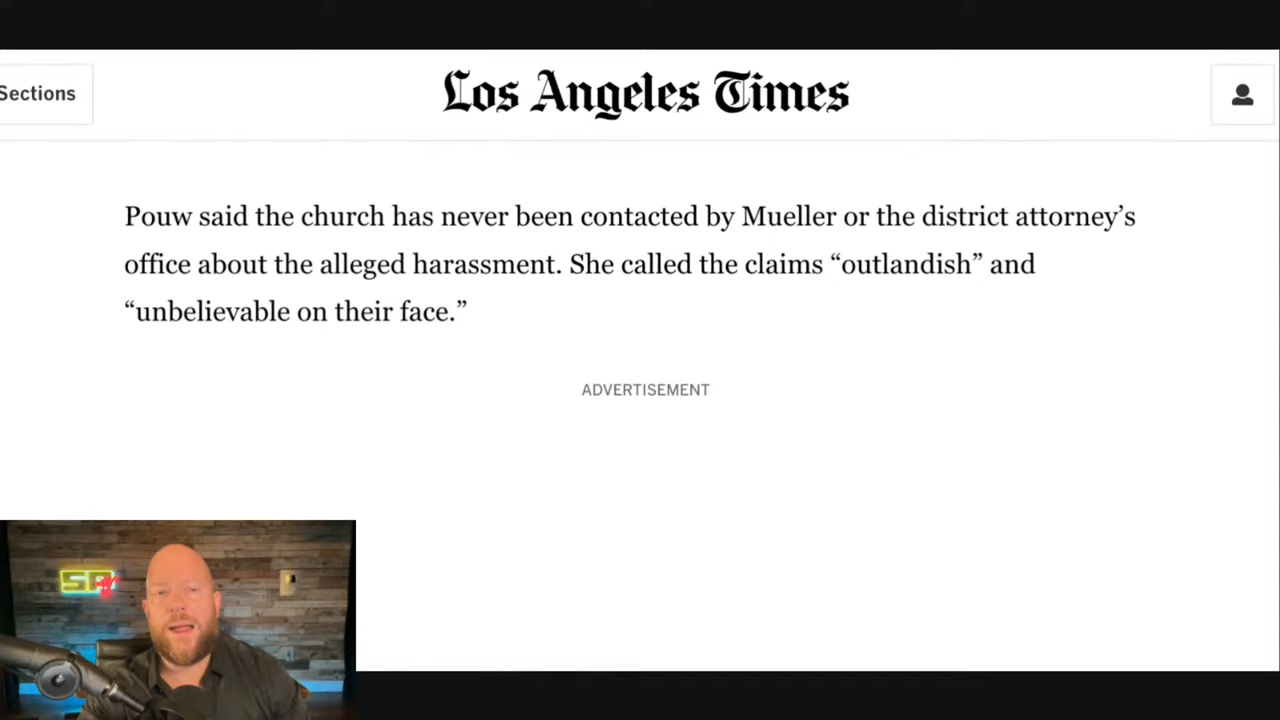 Sections
Los Angeles Times
Pouw said the church has never been contacted by Mueller or the district attorney’s
office about the alleged harassment. She called the claims “outlandish” and
“unbelievable on their face.”
ADVERTISEMENT
SP